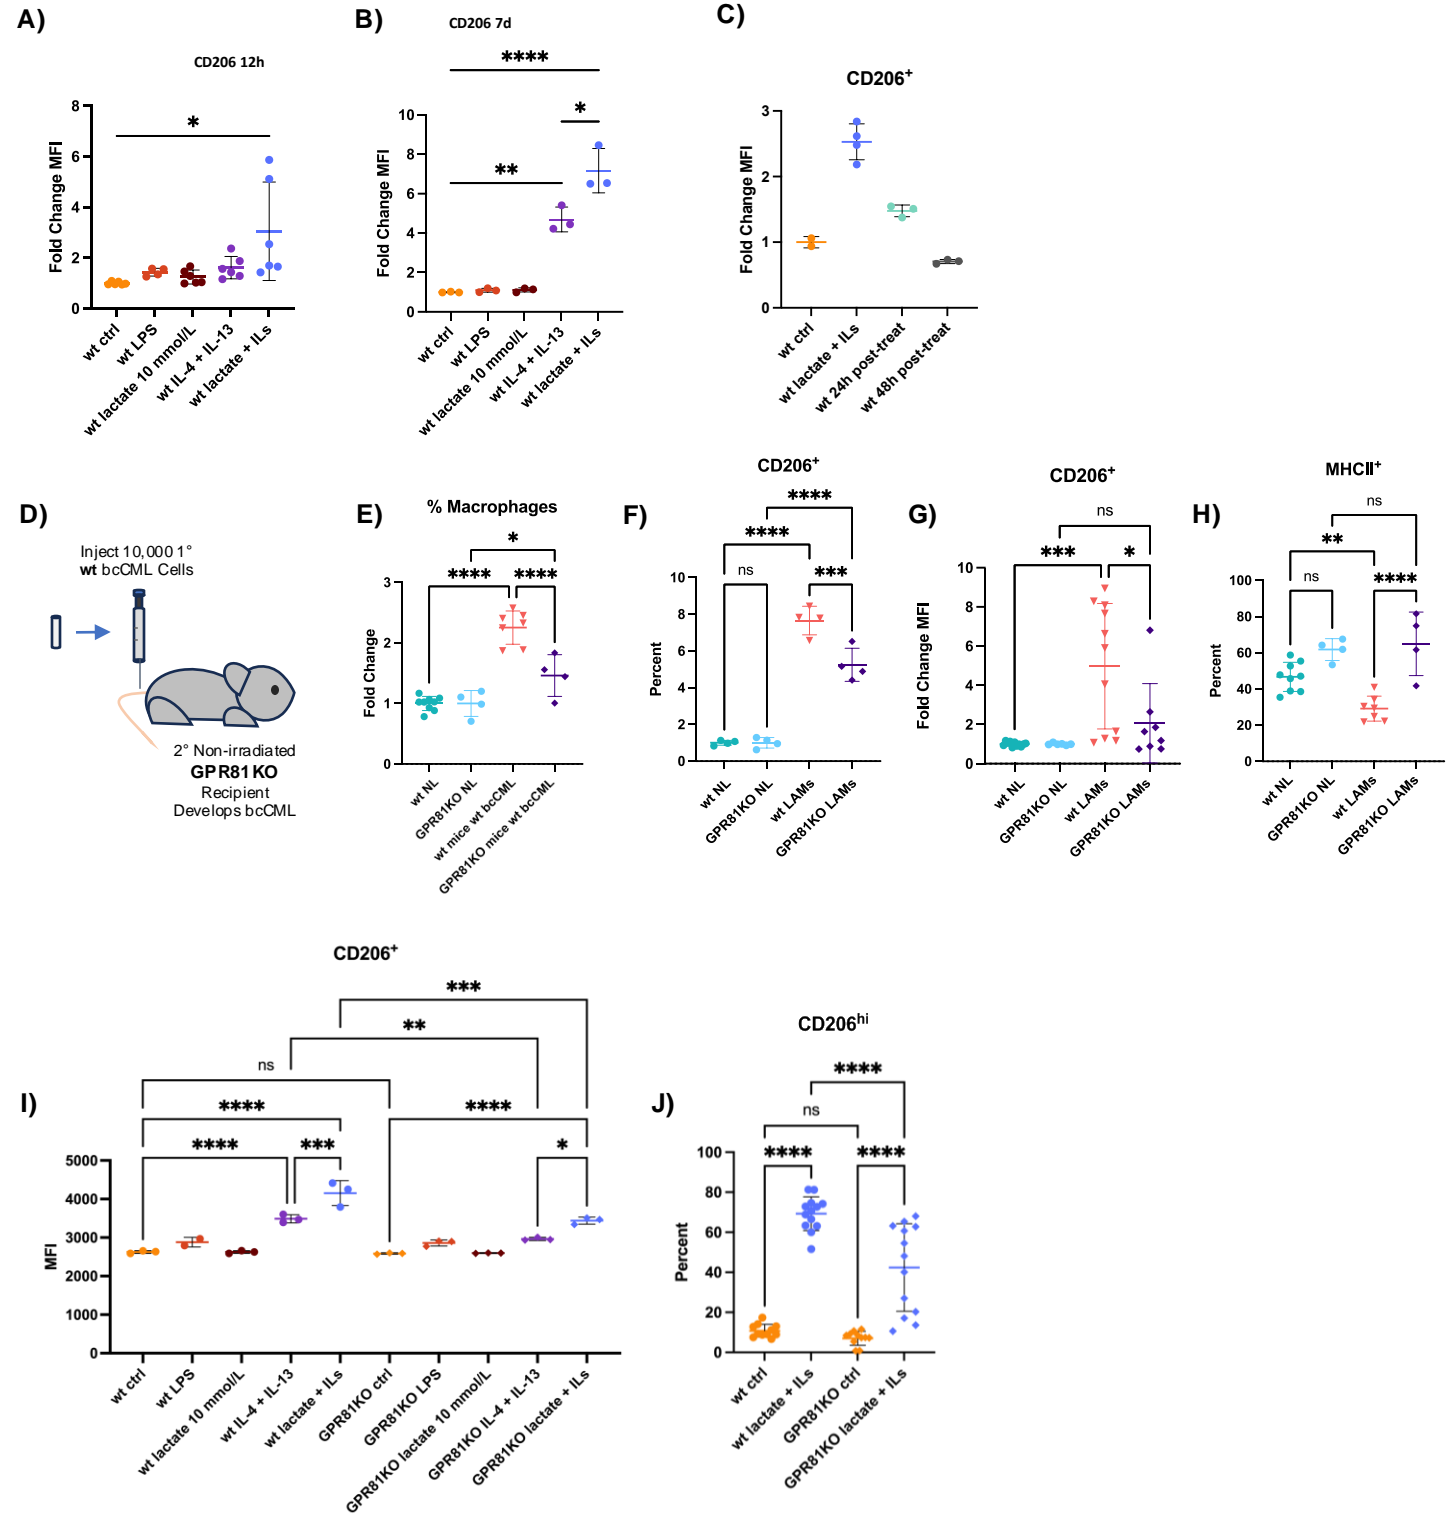 A)
CD206 12h
*
Fold Change MFI
8
6
4
2
0
wt ctrl
wt LPS
wt lactate 10 mmol/L
wt IL-4 + IL-13
wt lactate + ILs
B)
CD206 7d
****
*
**
Fold Change MFI
10
8
6
4
2
0
wt ctrl
wt LPS
wt lactate 10 mmol/L
wt IL-4 + IL-13
wt lactate + ILs
C)
CD206+
Fold Change MFI
3
2
1
0
wt ctrl
wt lactate + ILs
wt 24h post-treat
wt 48h post-treat
D)
Inject 10,000 1°
wt bcCML Cells
2° Non-irradiated
GPR81KO
Recipient
Develops bcCML
E)
% Macrophages
*
**** ****
Fold Change
3
2
1
0
wt NL
GPR81KO NL
wt mice wt bcCML
GPR81KO mice wt bcCML
F)
CD206+
****
****
ns ***
Percent
10
8
6
4
2
0
wt NL
GPR81KO NL
wt LAMs
GPR81KO LAMs
G)
CD206+
ns
*** *
Fold Change MFI
10
8
6
4
2
0
wt NL
GPR81KO NL
wt LAMs
GPR81KO LAMs
H)
MHCII+
ns
**
ns ****
Percent
100
80
60
40
20
0
wt NL
GPR81KO NL
wt LAMs
GPR81KO LAMs
I)
CD206+
***
**
ns
**** ****
**** *** *
MFI
5000
4000
3000
2000
1000
0
wt ctrl
wt LPS
wt lactate 10 mmol/L
wt IL-4 + IL-13
wt lactate + ILs
GPR81KO ctrl
GPR81KO LPS
GPR81KO lactate 10 mmol/L
GPR81KO IL-4 + IL-13
GPR81KO lactate + ILs
J)
CD206hi
****
ns
**** ****
Percent
100
80
60
40
20
0
wt ctrl
wt lactate + ILs
GPR81KO ctrl
GPR81KO lactate + ILs